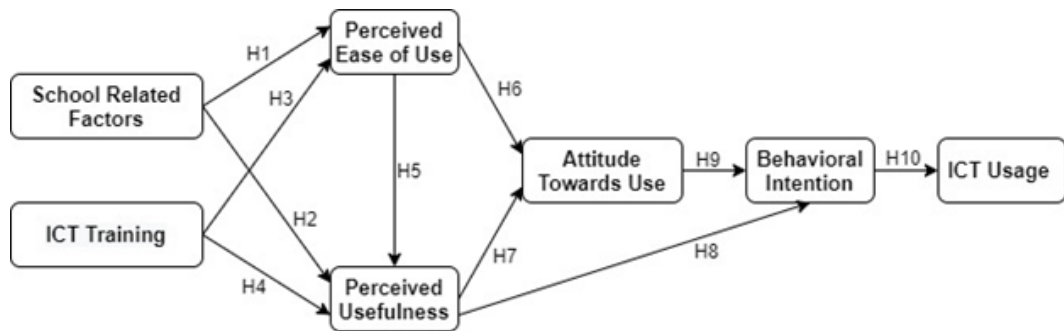 Perceived
Ease of Use
H1
School Related
Factors
H3
H6
H5
Attitude
Towards Use
H9
Behavioral
Intention
H10
ICT Usage
ICT Training
H2
H7
H8
H4
Perceived
Usefulness